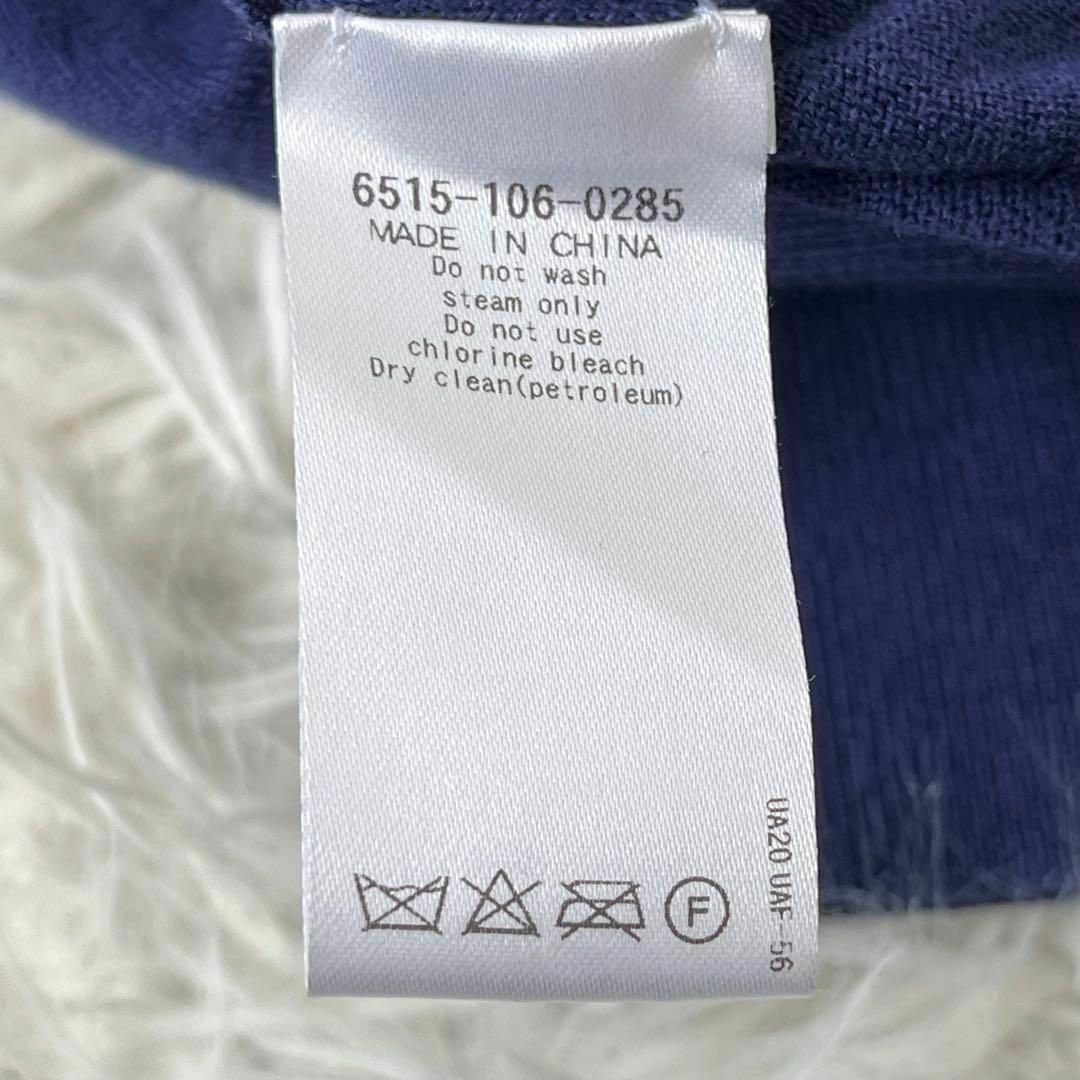 6515-106-0285
MADE IN CHINA
Do not wash
steam only
Do not use
chlorine bleach
Dry clean(petroleum)
F
UA20 UAF-56